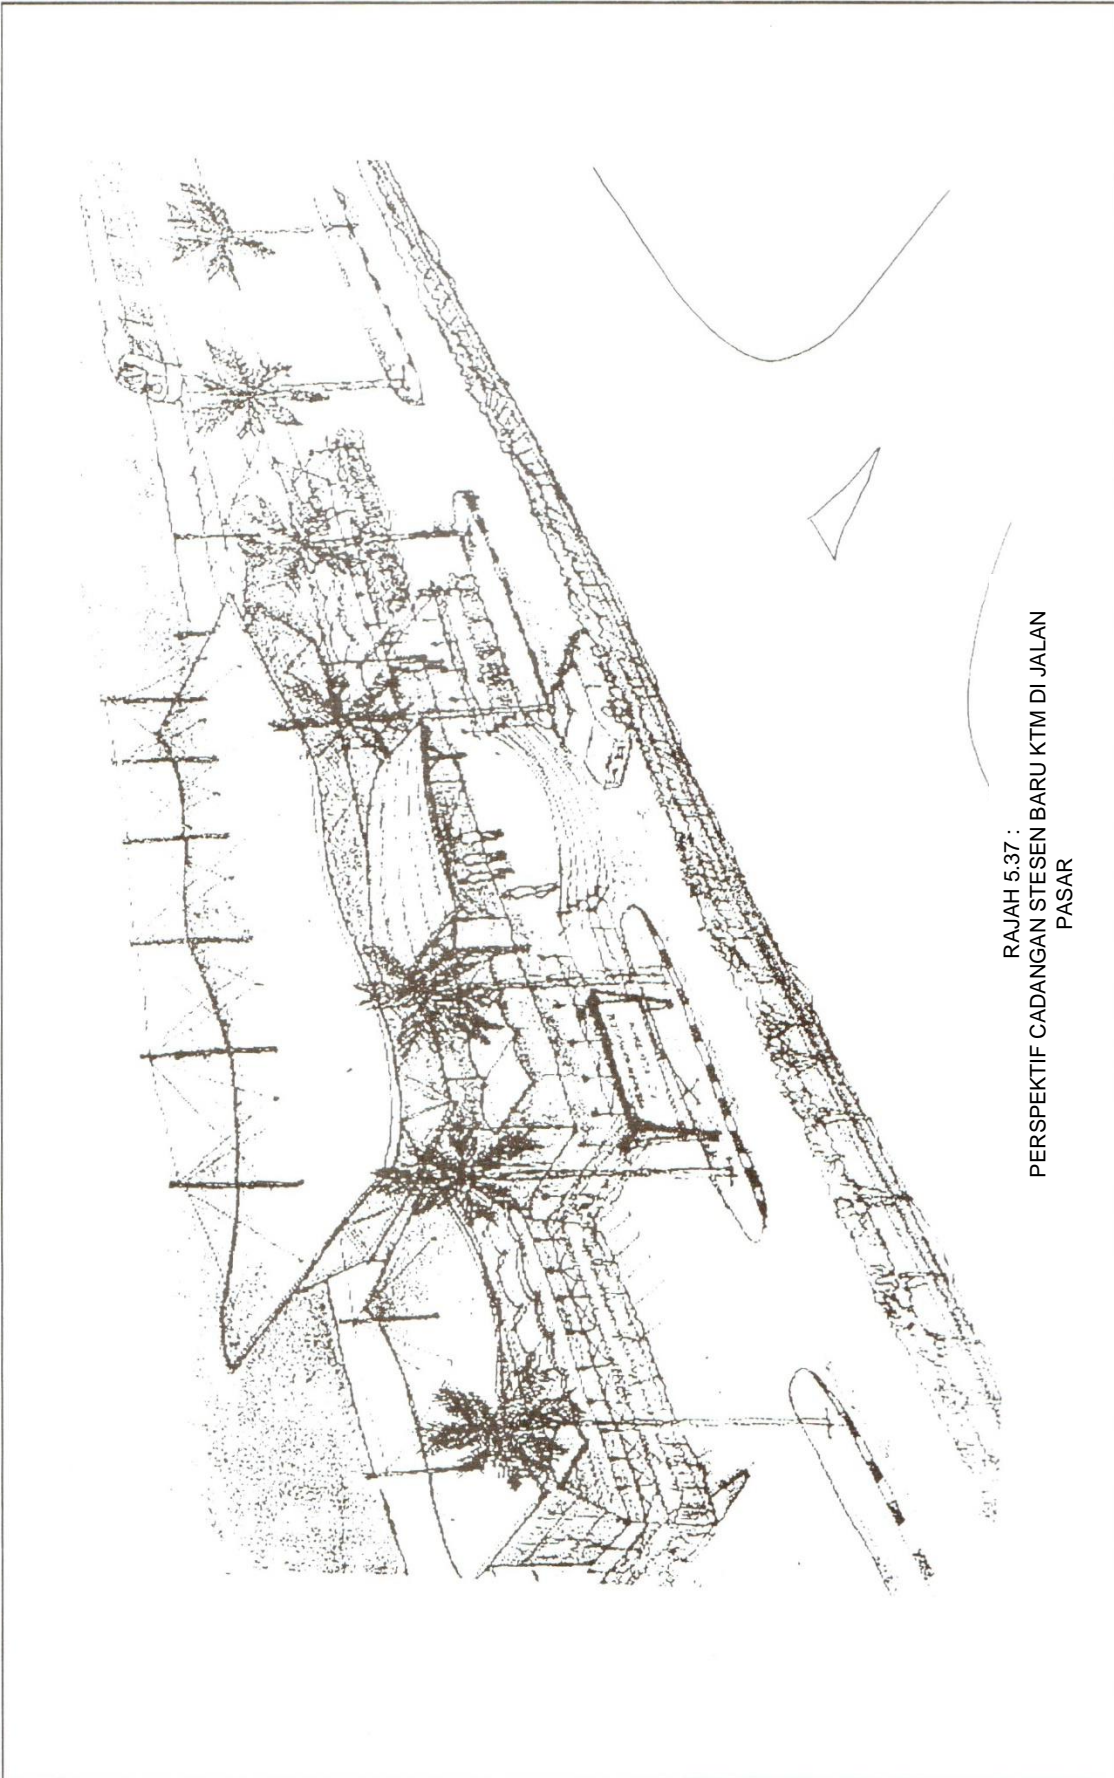 RAJAH 5.37 :
PERSPEKTIF CADANGAN STESEN BARU KTM DI JALAN
PASAR